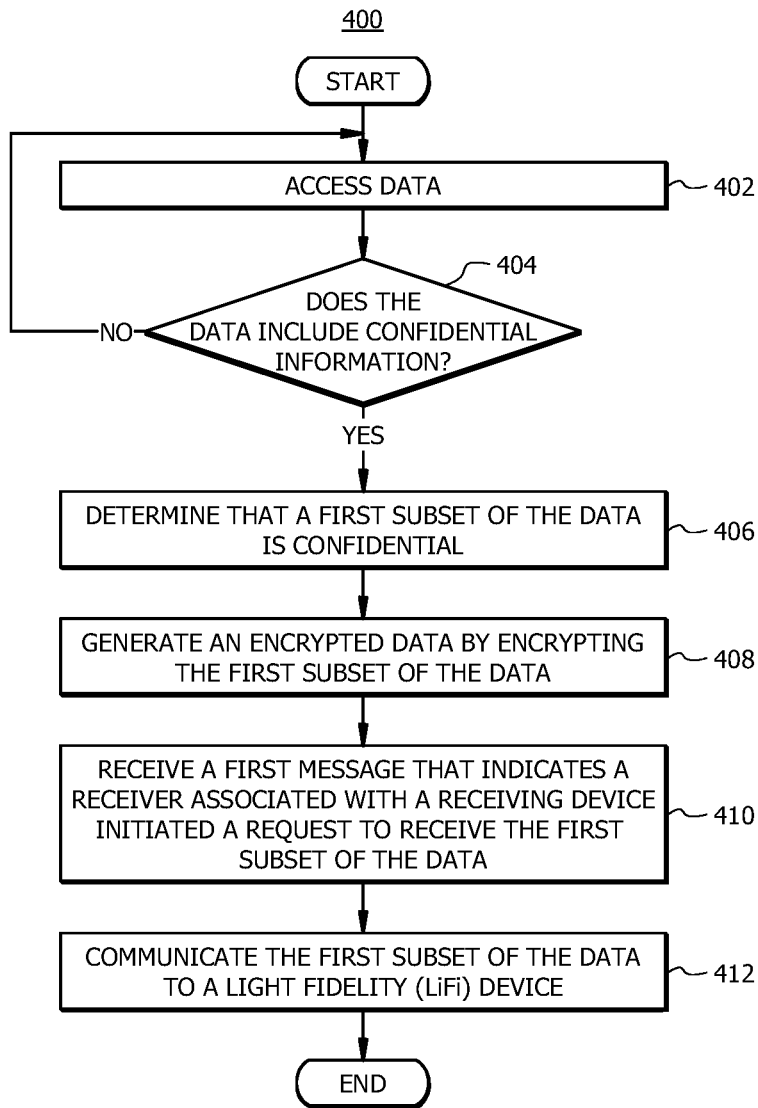 400
START
ACCESS DATA
402
404
DOES THE
DATA INCLUDE CONFIDENTIAL
INFORMATION?
NO
YES
DETERMINE THAT A FIRST SUBSET OF THE DATA
IS CONFIDENTIAL
406
GENERATE AN ENCRYPTED DATA BY ENCRYPTING
THE FIRST SUBSET OF THE DATA
408
RECEIVE A FIRST MESSAGE THAT INDICATES A
RECEIVER ASSOCIATED WITH A RECEIVING DEVICE
INITIATED A REQUEST TO RECEIVE THE FIRST
SUBSET OF THE DATA
410
COMMUNICATE THE FIRST SUBSET OF THE DATA
TO A LIGHT FIDELITY (LiFi) DEVICE
412
END